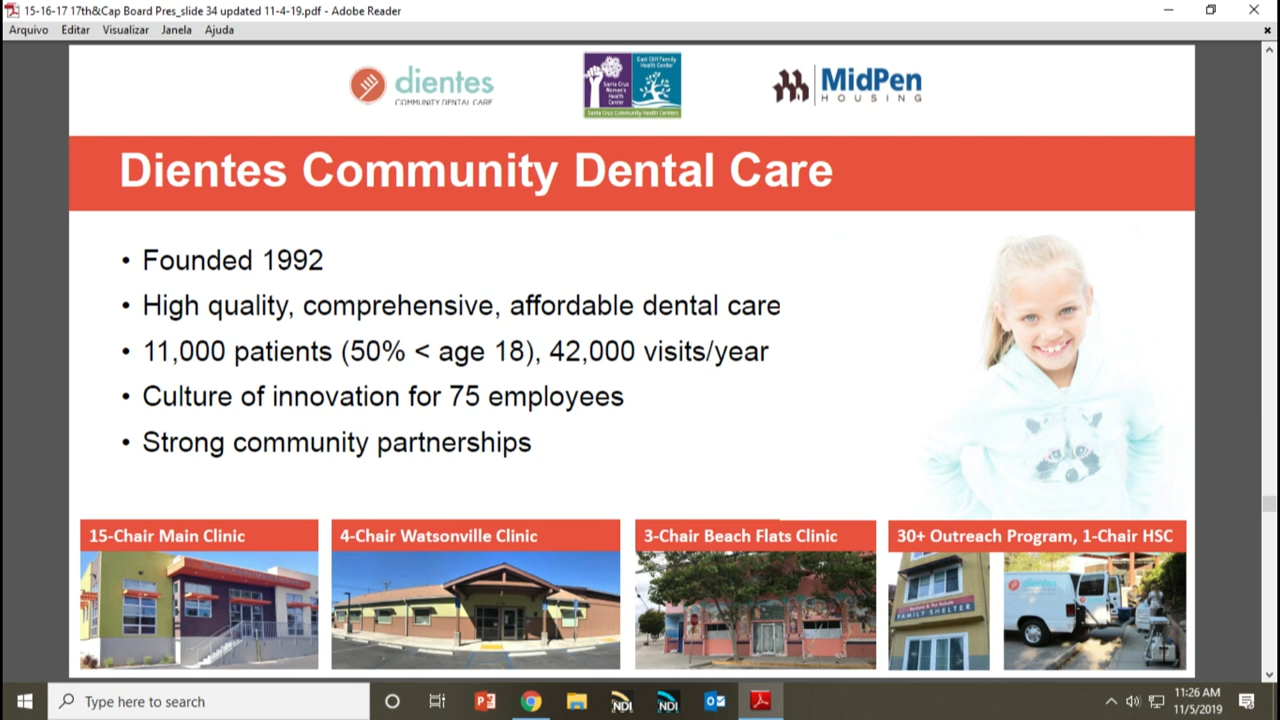 15-16-17 17th&Cap Board Pres_slide 34 updated 11-4-19.pdf - Adobe Reader
Arquivo Editar Visualizar Janela Ajuda
dientes
COMMUNITY DENTAL CARE
Santa Cruz
Women's
Health
Center
East Cliff Family
Health Center
Santa Cruz Community Health Centers
MidPen
HOUSING
Dientes Community Dental Care
• Founded 1992
• High quality, comprehensive, affordable dental care
• 11,000 patients (50% < age 18), 42,000 visits/year
• Culture of innovation for 75 employees
• Strong community partnerships
15-Chair Main Clinic
4-Chair Watsonville Clinic
3-Chair Beach Flats Clinic
30+ Outreach Program, 1-Chair HSC
FAMILY SHELTER
dientes
Type here to search
NDI
NDI
11:26 AM
11/5/2019